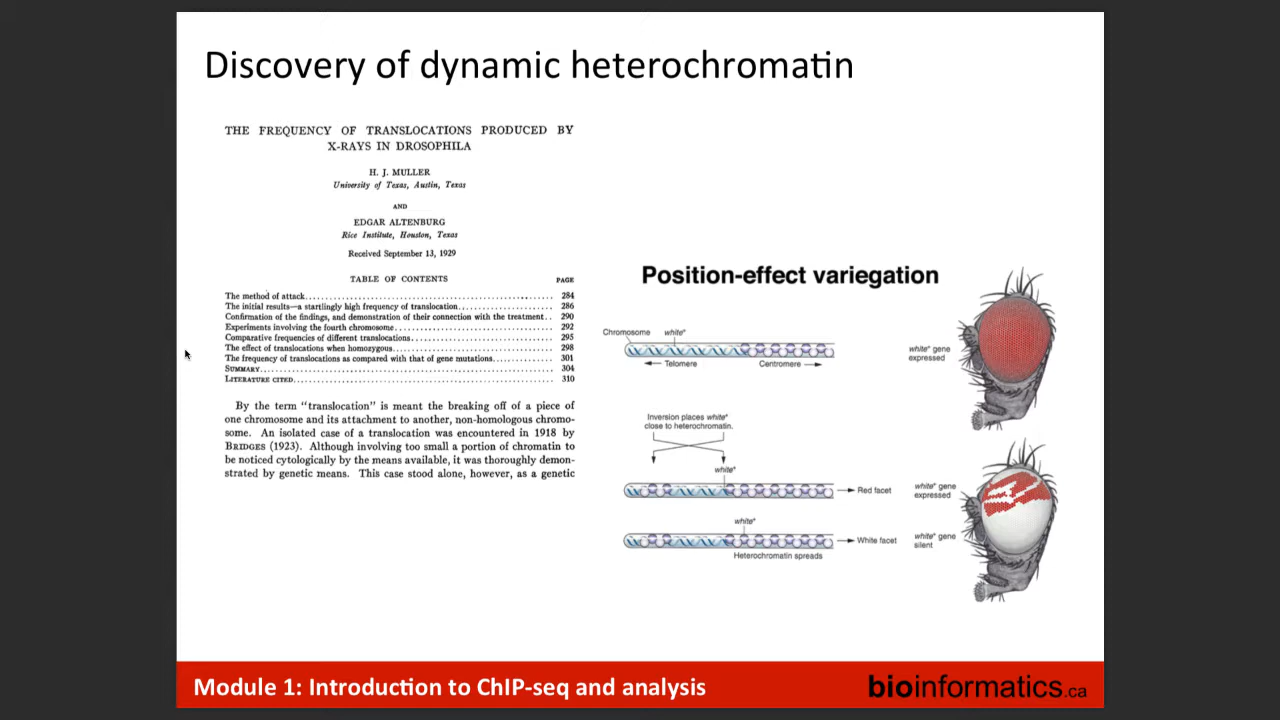 Discovery of dynamic heterochromatin
THE FREQUENCY OF TRANSLOCATIONS PRODUCED BY
X-RAYS IN DROSOPHILA
H. J. MULLER
University of Texas, Austin, Texas
AND
EDGAR ALTENBURG
Rice Institute, Houston, Texas
Received September 13, 1929
TABLE OF CONTENTS PAGE
The method of attack 284
The initial results—a startlingly high frequency of translocation 286
Confirmation of the findings, and demonstration of their connection with the treatment 290
Experiments involving the fourth chromosome 292
Comparative frequencies of different translocations 295
The effect of translocations when homozygous 298
The frequency of translocations as compared with that of gene mutations 301
SUMMARY 304
LITERATURE CITED 310
By the term "translocation" is meant the breaking off of a piece
of chromosome and its attachment to another, non-homologous chromo-
some. An isolated case of a translocation was encountered in 1918 by
BRIDGES (1923). Although involving too small a portion of chromatin to
be noticed cytologically by the means available, it was thoroughly demon-
strated by genetic means. This case stood alone, however, as a genetic
Position-effect variegation
Chromosome white+
Telomere Centromere
white+ gene
expressed
Inversion places white+
close to heterochromatin.
white+
Red facet
white+ gene
expressed
white+
White facet
white+ gene
silent
Heterochromatin spreads
Module 1: Introduction to ChIP-seq and analysis
bioinformatics.ca